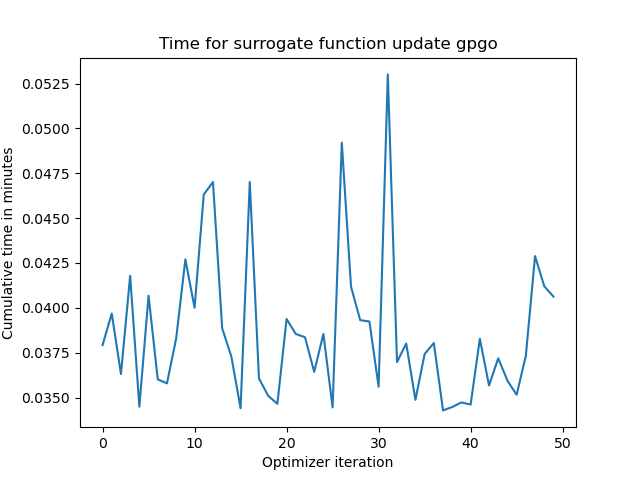 Time for surrogate function update gpgo
Cumulative time in minutes
0.0525
0.0500
0.0475
0.0450
0.0425
0.0400
0.0375
0.0350
0 10 20 30 40 50
Optimizer iteration